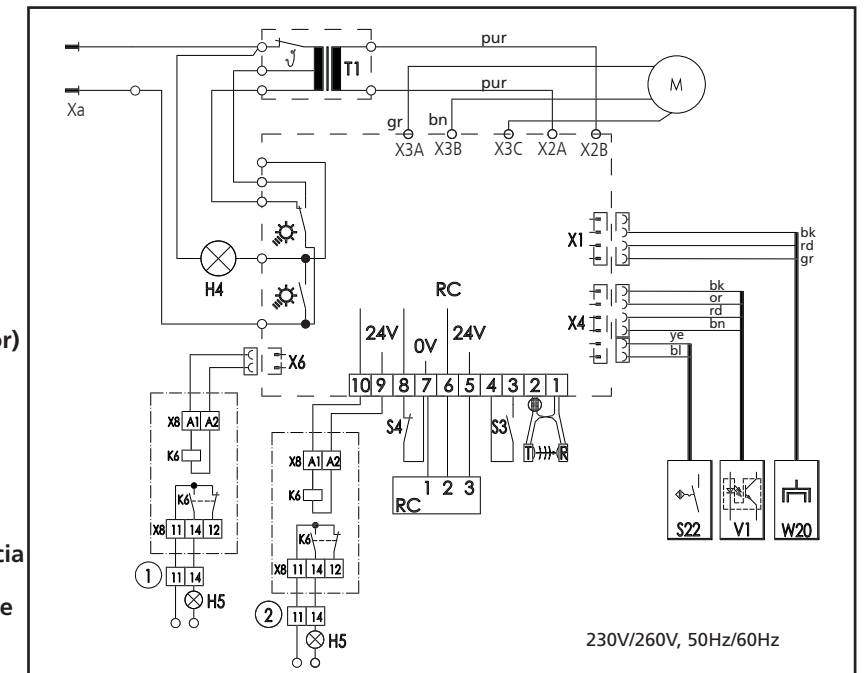 Xa
T1
pur
pur
M
gr
bn
X3A
X3B
X3C
X2A
X2B
H4
X1
bk
rd
gr
RC
24V
0V
24V
X4
bk
or
rd
bn
ye
bl
or)
X6
10 9 8 7 6 5 4 3 2 1
S4
S3
T
R
X8 A1 A2
K6
K6
X8 11 14 12
1
11 14
H5
X8 A1 A2
K6
K6
X8 11 14 12
2
11 14
H5
1 2 3
RC
S22
V1
W20
cia
e
230V/260V, 50Hz/60Hz